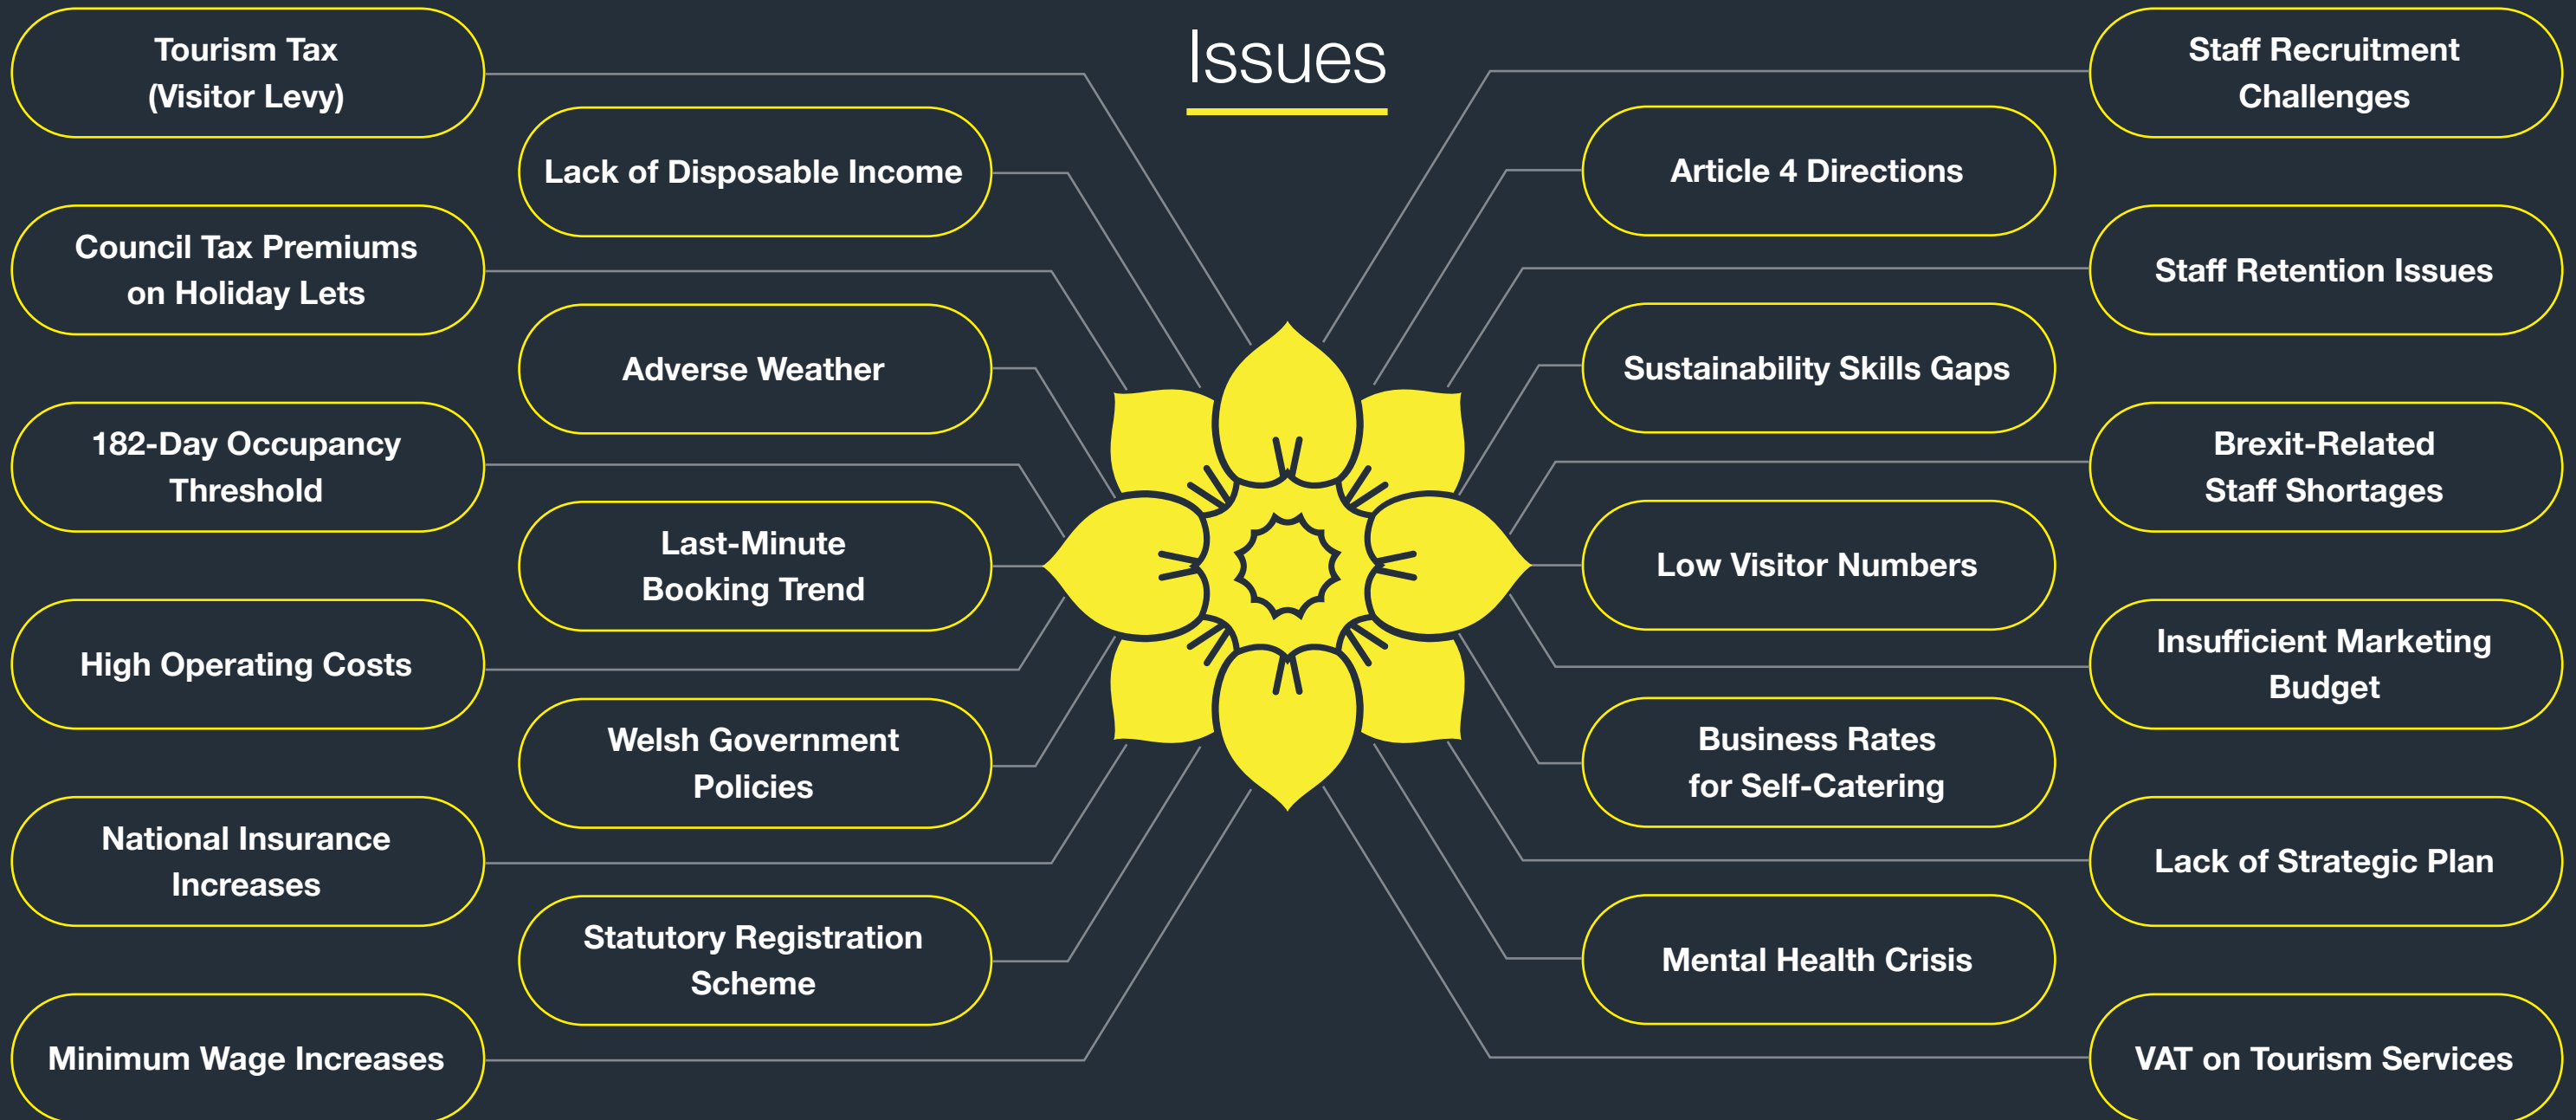 Issues
Tourism Tax
(Visitor Levy)
Lack of Disposable Income
Council Tax Premiums
on Holiday Lets
Adverse Weather
182-Day Occupancy
Threshold
Last-Minute
Booking Trend
High Operating Costs
Welsh Government
Policies
National Insurance
Increases
Statutory Registration
Scheme
Minimum Wage Increases
Staff Recruitment
Challenges
Article 4 Directions
Staff Retention Issues
Sustainability Skills Gaps
Brexit-Related
Staff Shortages
Low Visitor Numbers
Insufficient Marketing
Budget
Business Rates
for Self-Catering
Lack of Strategic Plan
Mental Health Crisis
VAT on Tourism Services